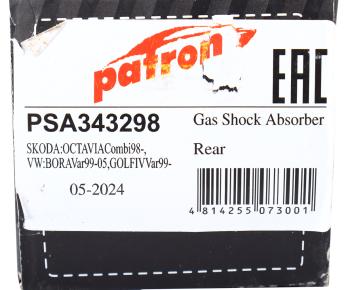 patron
EAC
PSA343298
Gas Shock Absorber
SKODA:OCTAVIACombi98-,
VW:BORAVar99-05,GOLFIVVar99-
Rear
05-2024
4 814255 073001